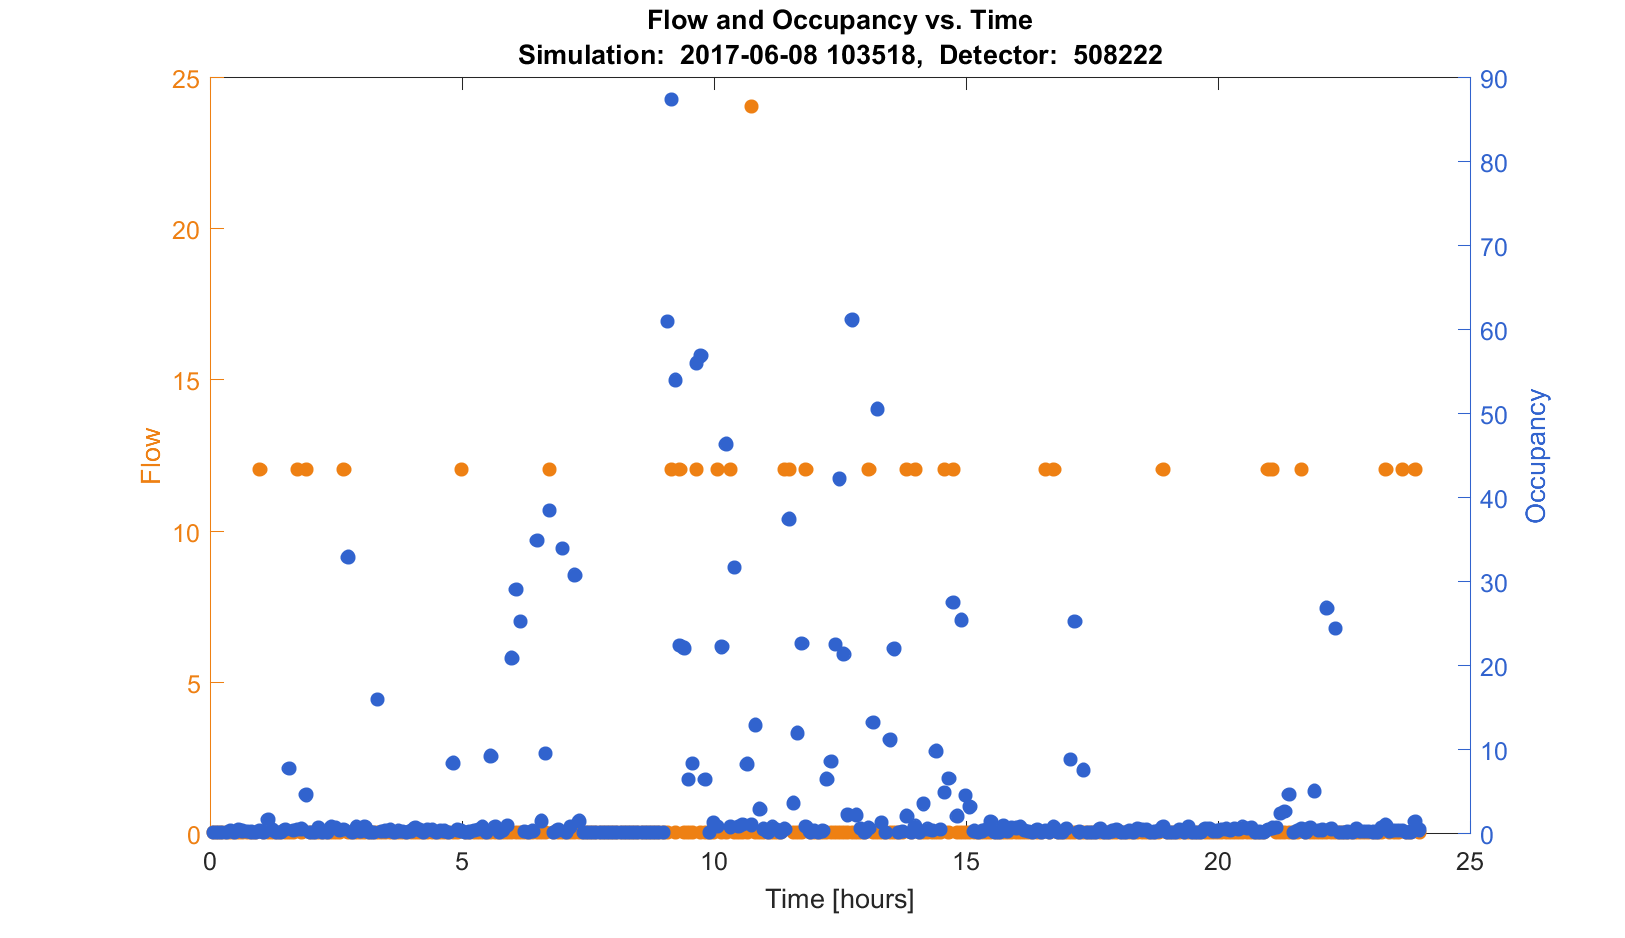 Flow and Occupancy vs. Time
Simulation:  2017-06-08 103518,  Detector:  508222
25
20
15
10
5
0
Flow
90
80
70
60
50
40
30
20
10
0
Occupancy
0 5 10 15 20 25
Time [hours]